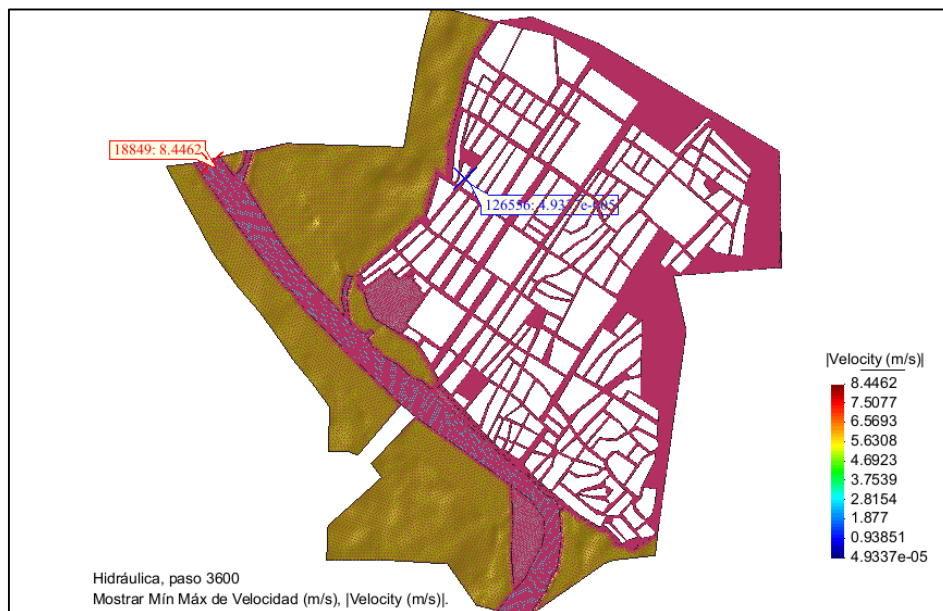 18849: 8.4462
126556: 4.9337e-05
|Velocity (m/s)|
8.4462
7.5077
6.5693
5.6308
4.6923
3.7539
2.8154
1.877
0.93851
4.9337e-05
Hidráulica, paso 3600
Mostrar Mín Máx de Velocidad (m/s), |Velocity (m/s)|.